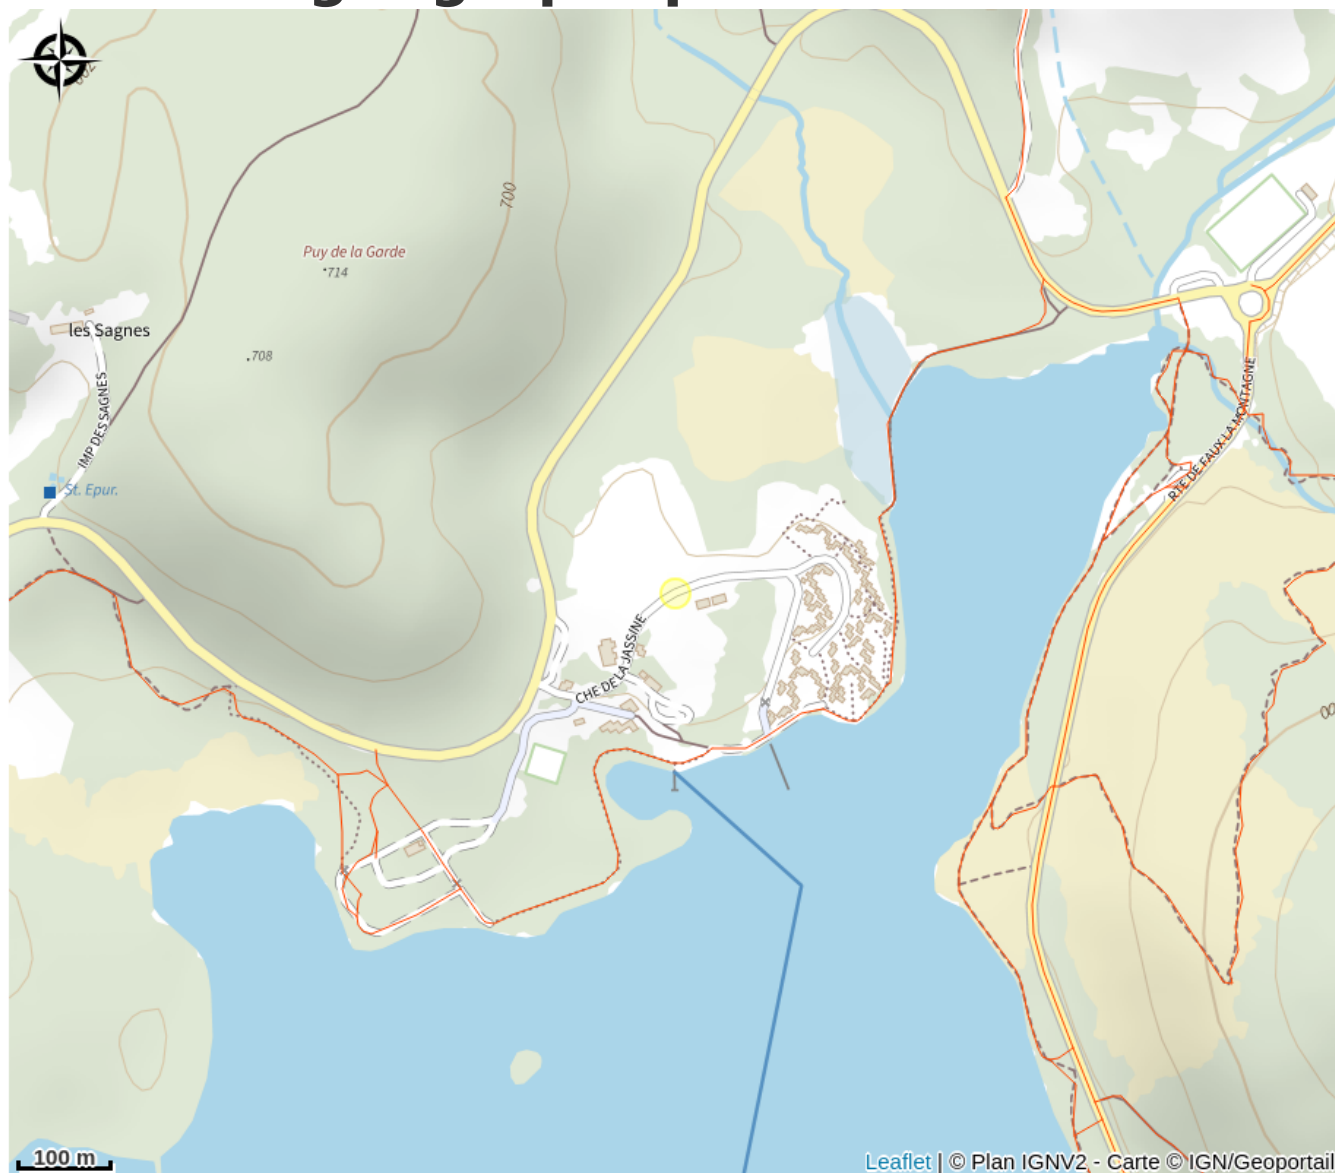 700
Puy de la Garde
714
les Sagnes
708
IMP DES SAGNES
RTE DE FAUX-LA-MONTAGNE
St. Epur.
CHE DE LA JASSINE
100 m
Leaflet | © Plan IGNV2 - Carte © IGN/Geoportail